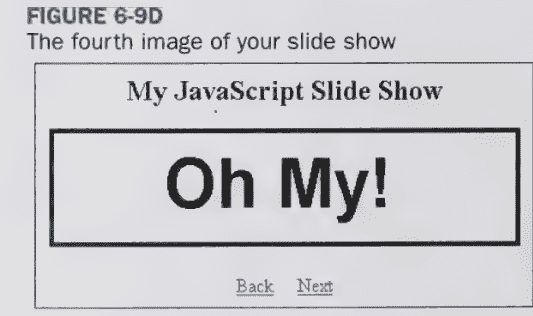 FIGURE 6-9D
The fourth image of your slide show
My JavaScript Slide Show
Oh My!
Back Next